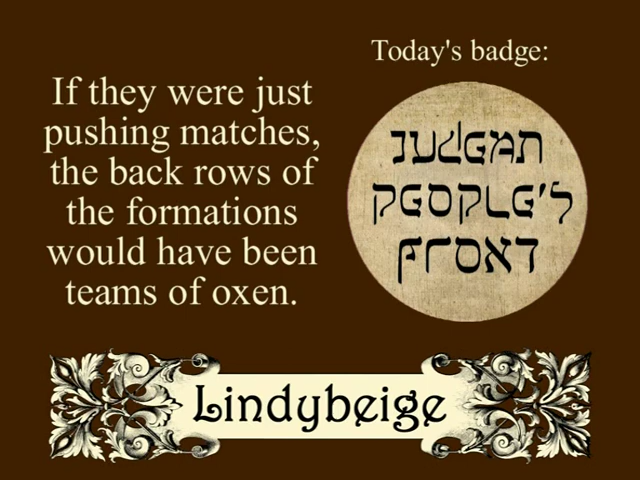 Today's badge:
If they were just
pushing matches,
the back rows of
the formations
would have been
teams of oxen.
JUDEAN
PEOPLE'S
FRONT
Lindybeige